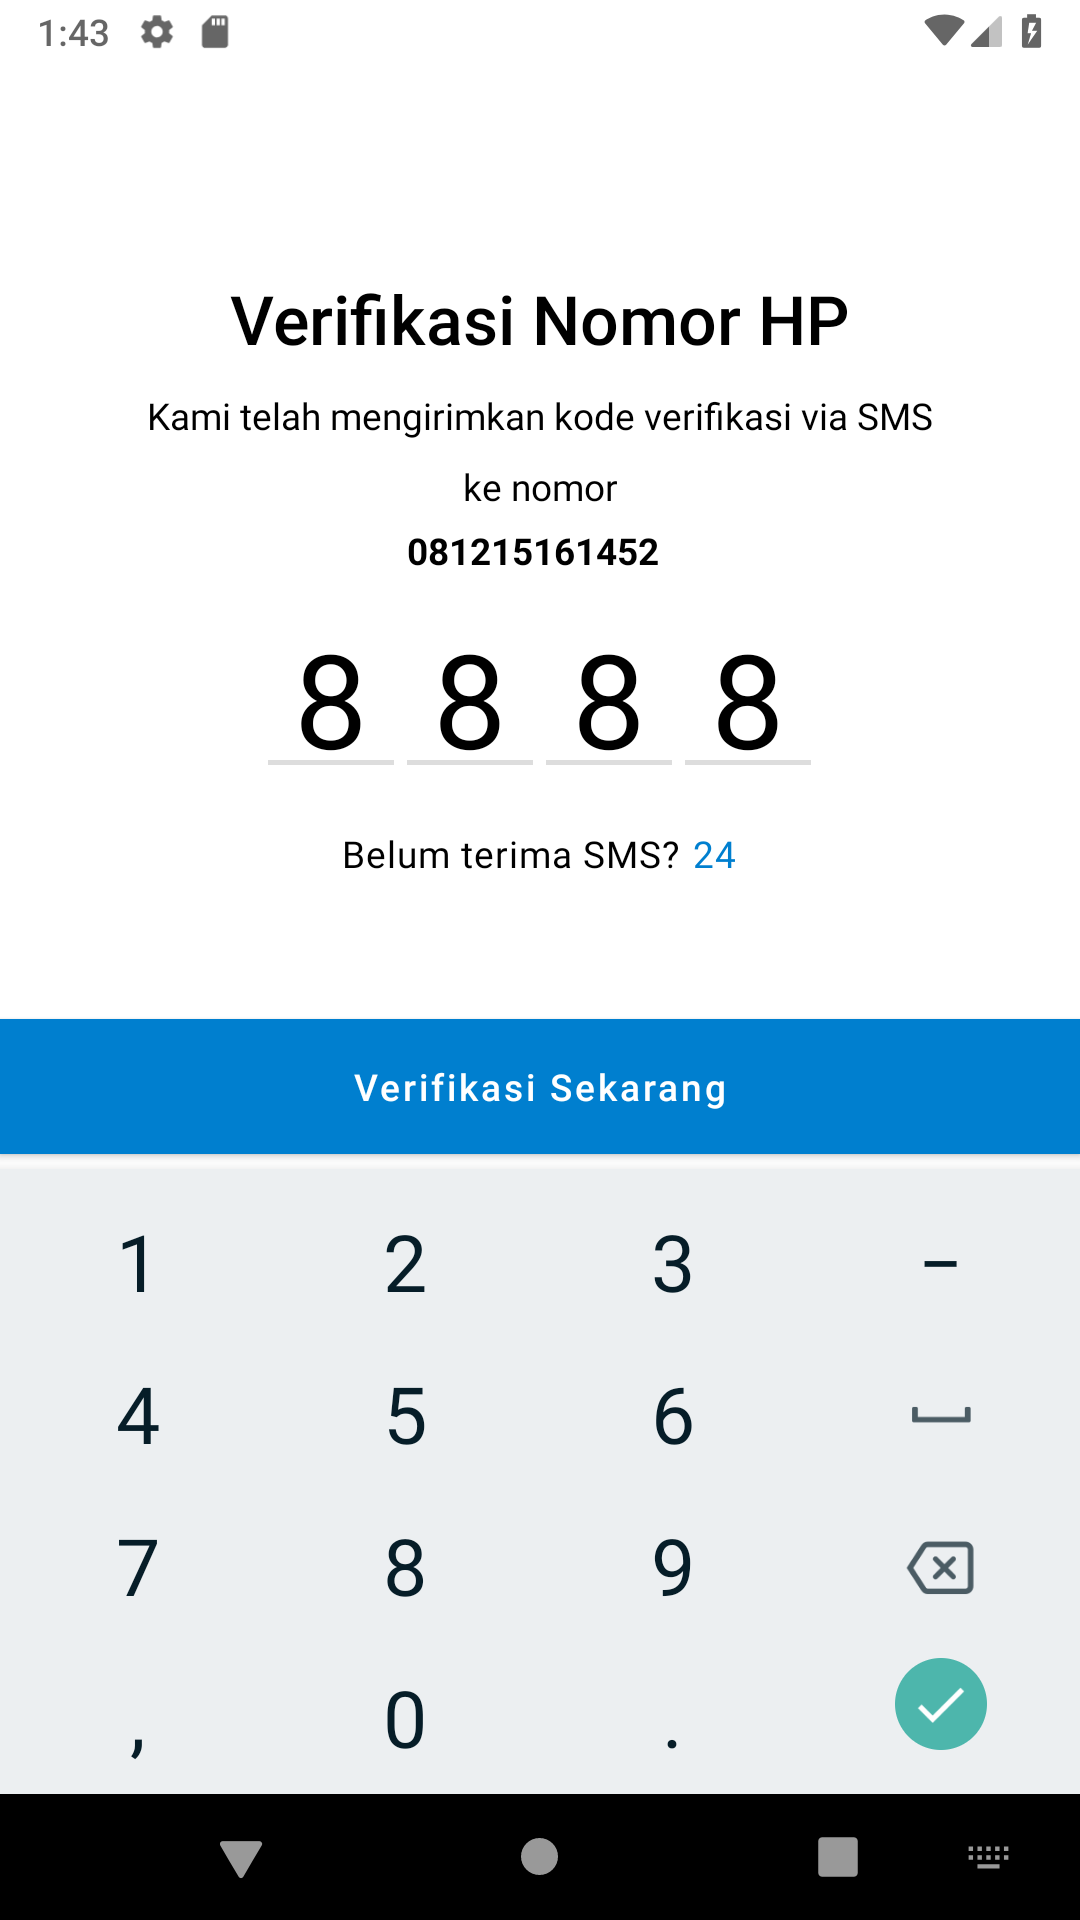 1:43
Verifikasi Nomor HP
Kami telah mengirimkan kode verifikasi via SMS
ke nomor
081215161452
8 8 8 8
Belum terima SMS? 24
Verifikasi Sekarang
1 2 3 –
4 5 6
7 8 9
, 0 .